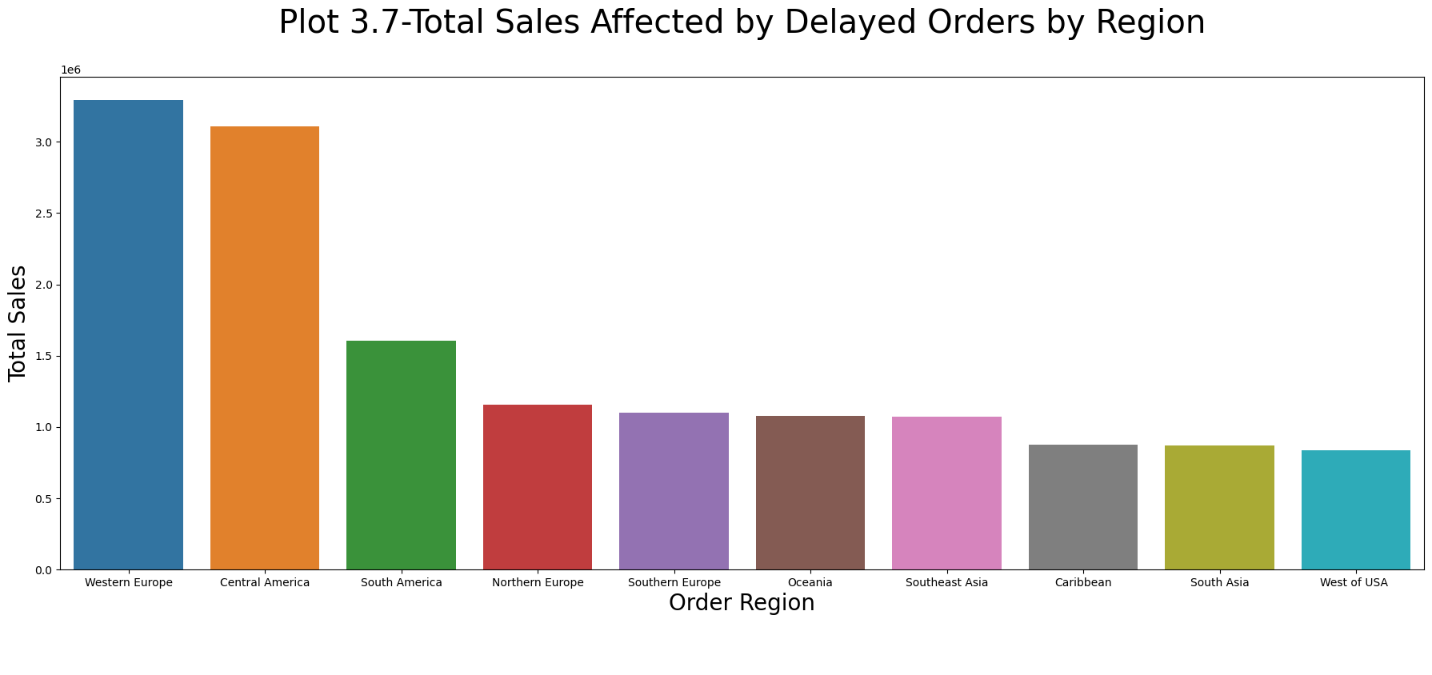 Plot 3.7-Total Sales Affected by Delayed Orders by Region
1e6
3.0
2.5
2.0
1.5
1.0
0.5
0.0
Total Sales
Western Europe Central America South America Northern Europe Southern Europe Oceania Southeast Asia Caribbean South Asia West of USA
Order Region